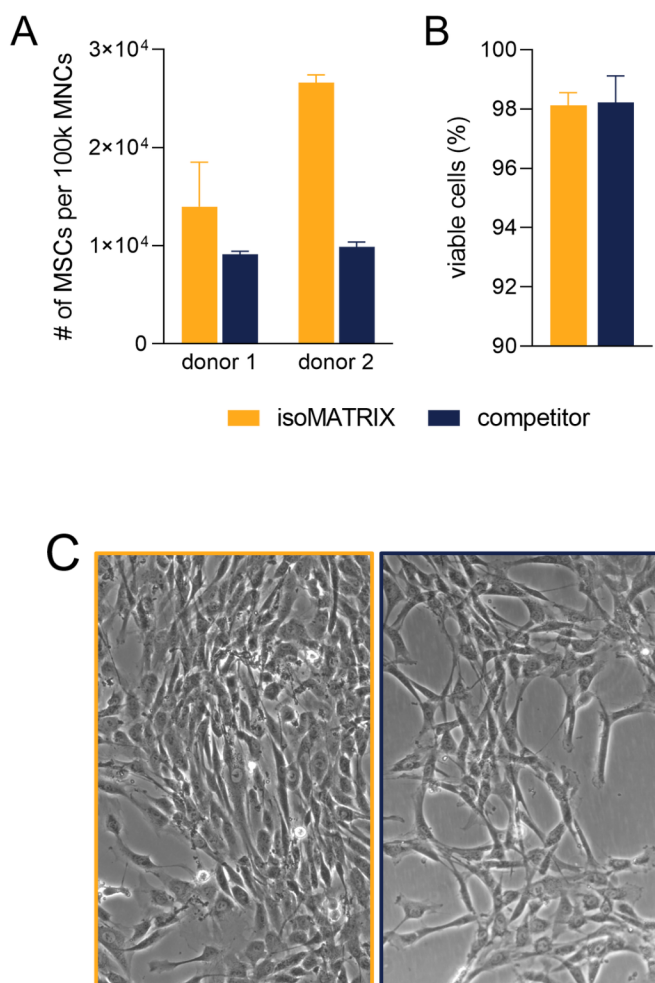 A
# of MSCs per 100k MNCs
3×10⁴
2×10⁴
1×10⁴
0
donor 1
donor 2
B
viable cells (%)
100
98
96
94
92
90
isoMATRIX
competitor
C